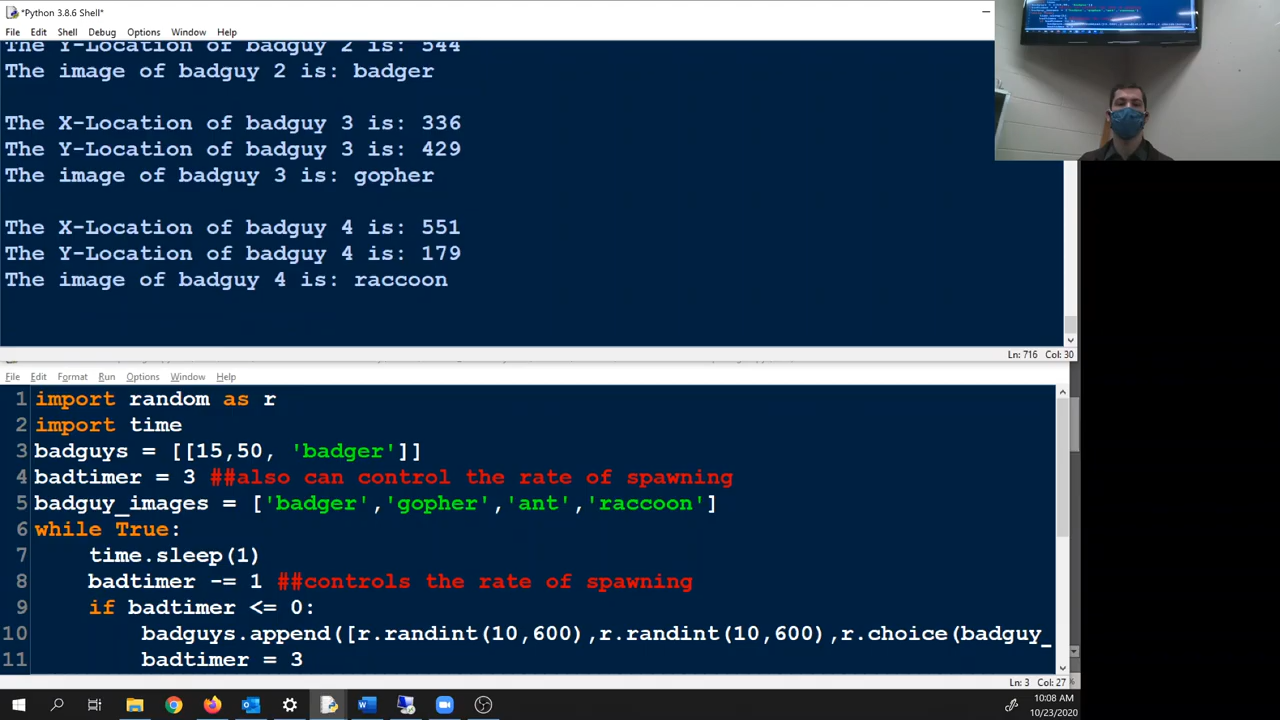 *Python 3.8.6 Shell*
File Edit Shell Debug Options Window Help
The Y-Location of badguy 2 is: 544
The image of badguy 2 is: badger
The X-Location of badguy 3 is: 336
The Y-Location of badguy 3 is: 429
The image of badguy 3 is: gopher
The X-Location of badguy 4 is: 551
The Y-Location of badguy 4 is: 179
The image of badguy 4 is: raccoon
Ln: 716 Col: 30
File Edit Format Run Options Window Help
1 import random as r
2 import time
3 badguys = [[15,50, 'badger']]
4 badtimer = 3 ##also can control the rate of spawning
5 badguy_images = ['badger','gopher','ant','raccoon']
6 while True:
7 time.sleep(1)
8 badtimer -= 1 ##controls the rate of spawning
9 if badtimer <= 0:
10 badguys.append([r.randint(10,600),r.randint(10,600),r.choice(badguy_
11 badtimer = 3
Ln: 3 Col: 27
10:08 AM
10/23/2020